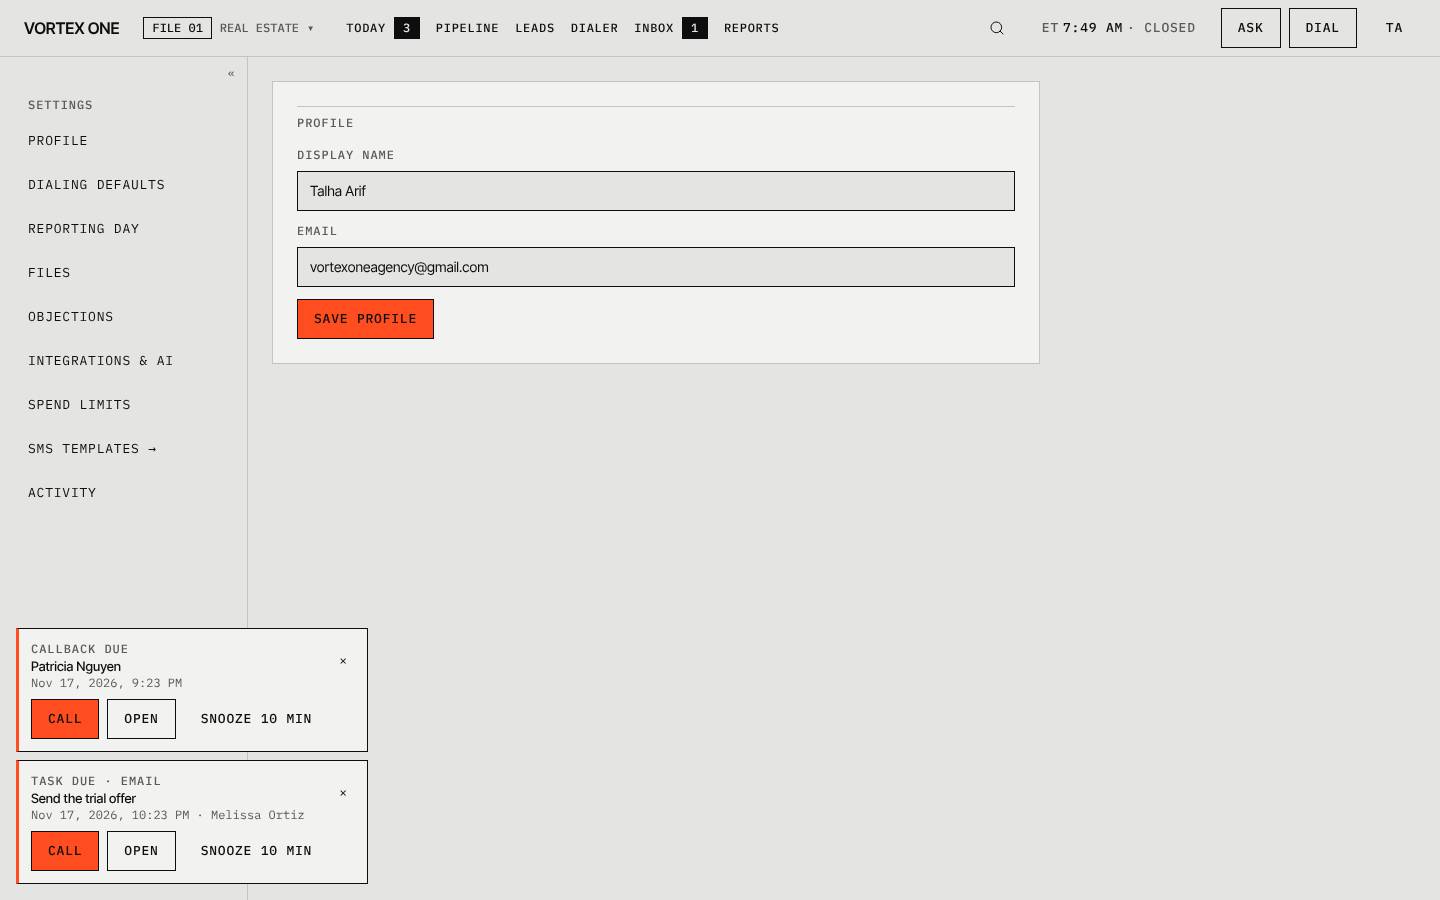 VORTEX ONE FILE 01 REAL ESTATE ▾ TODAY 3 PIPELINE LEADS DIALER INBOX 1 REPORTS ET 7:49 AM · CLOSED ASK DIAL TA
«
SETTINGS
PROFILE
DIALING DEFAULTS
REPORTING DAY
FILES
OBJECTIONS
INTEGRATIONS & AI
SPEND LIMITS
SMS TEMPLATES →
ACTIVITY
PROFILE
DISPLAY NAME
Talha Arif
EMAIL
vortexoneagency@gmail.com
SAVE PROFILE
CALLBACK DUE
×
Patricia Nguyen
Nov 17, 2026, 9:23 PM
CALL OPEN SNOOZE 10 MIN
TASK DUE · EMAIL
×
Send the trial offer
Nov 17, 2026, 10:23 PM · Melissa Ortiz
CALL OPEN SNOOZE 10 MIN